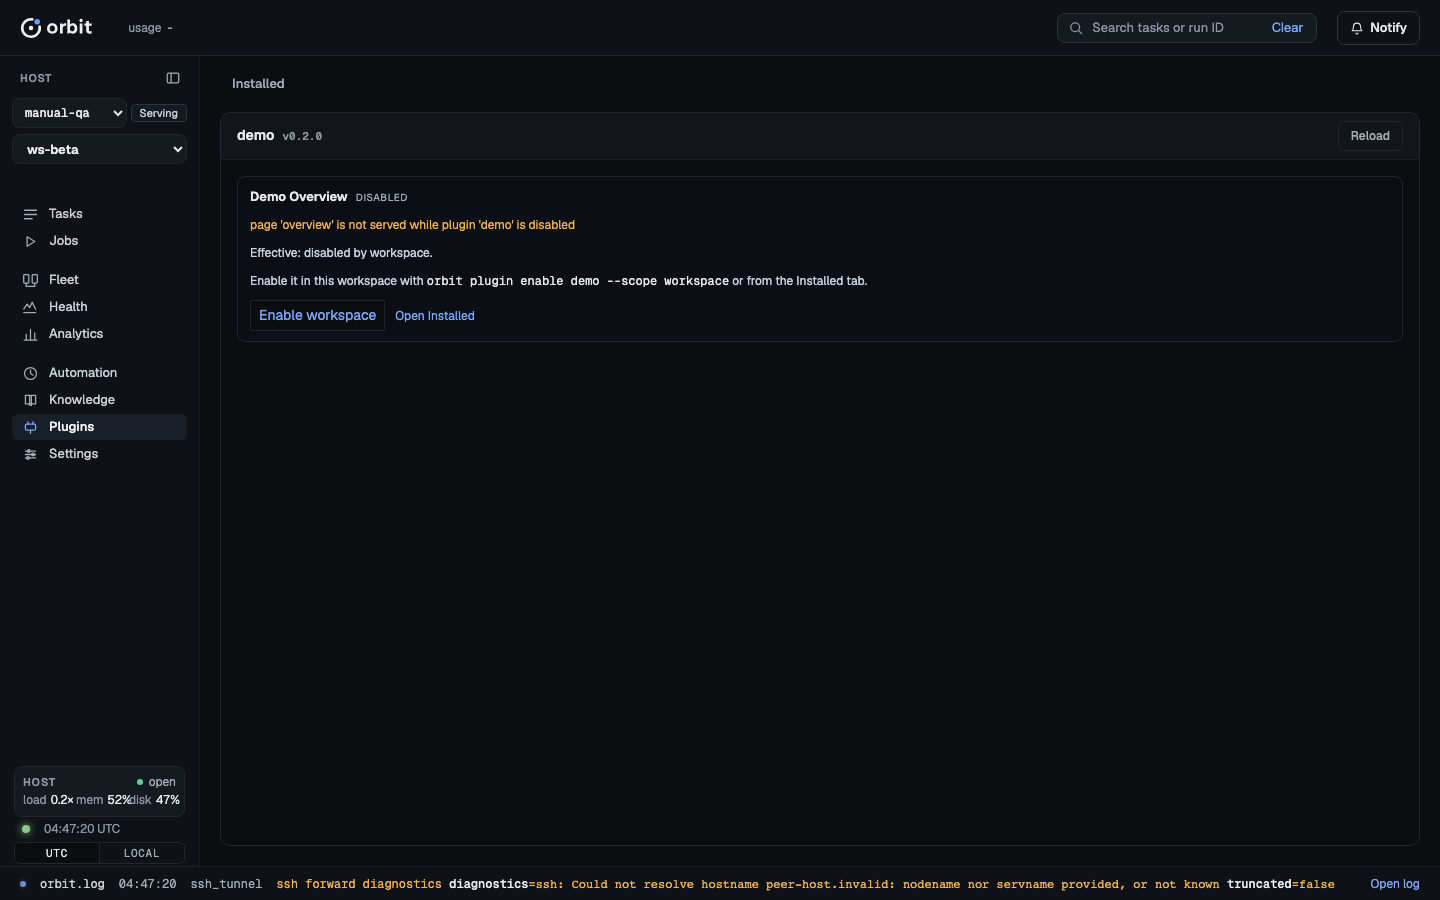 orbit
usage -
Search tasks or run ID
Clear
Notify
HOST
manual-qa
Serving
ws-beta
Tasks
Jobs
Fleet
Health
Analytics
Automation
Knowledge
Plugins
Settings
HOST
open
load 0.2× mem 52% disk 47%
04:47:20 UTC
UTC
LOCAL
Installed
demo v0.2.0
Reload
Demo Overview DISABLED
page 'overview' is not served while plugin 'demo' is disabled
Effective: disabled by workspace.
Enable it in this workspace with orbit plugin enable demo --scope workspace or from the Installed tab.
Enable workspace
Open Installed
orbit.log 04:47:20 ssh_tunnel ssh forward diagnostics diagnostics=ssh: Could not resolve hostname peer-host.invalid: nodename nor servname provided, or not known truncated=false
Open log